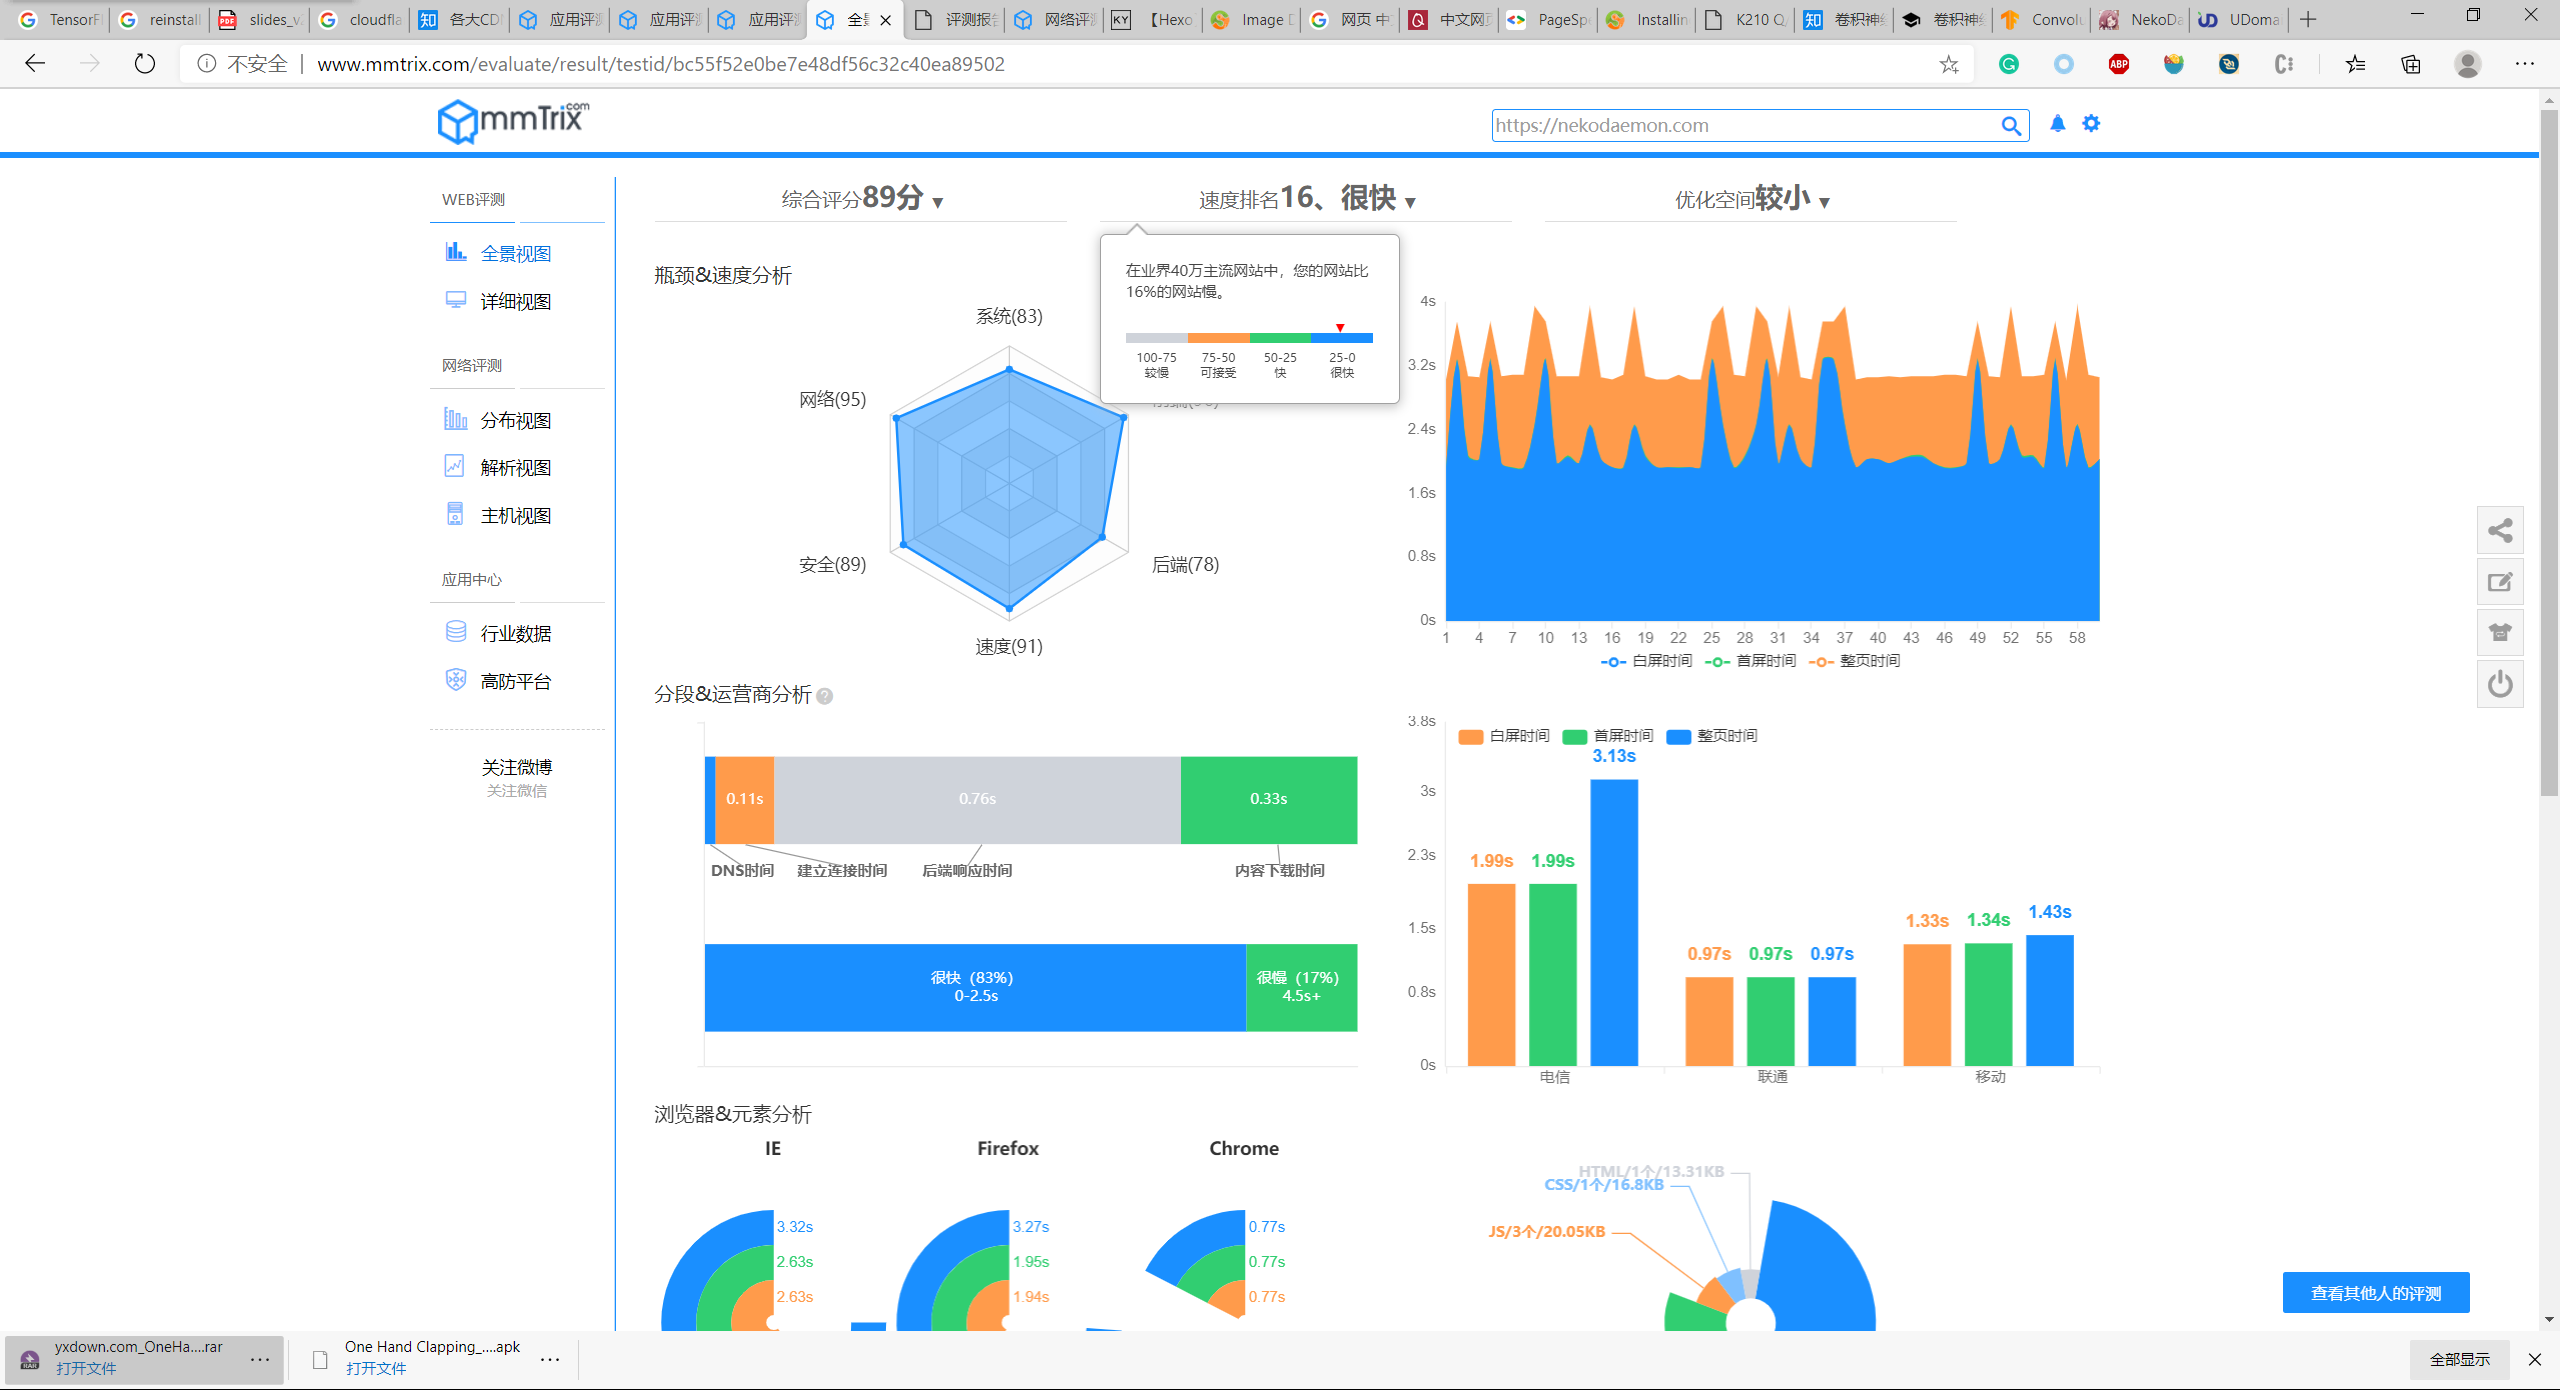 TensorF
reinstall
slides_v
cloudfla
各大CD
应用评测
应用评测
应用评测
全景
评测报告
网络评测
【Hexo
Image D
网页 中文
中文网页
PageSpe
Installin
K210 Q
卷积神经
卷积神经
Convolu
NekoDa
UDoma
不安全 | www.mmtrix.com/evaluate/result/testid/bc55f52e0be7e48df56c32c40ea89502
mmTrix.com
https://nekodaemon.com
WEB评测
全景视图
详细视图
网络评测
分布视图
解析视图
主机视图
应用中心
行业数据
高防平台
关注微博
关注微信
综合评分89分 ▼
速度排名16、很快 ▼
优化空间较小 ▼
在业界40万主流网站中，您的网站比
16%的网站慢。
100-75 75-50 50-25 25-0
较慢 可接受 快 很快
瓶颈&速度分析
系统(83)
网络(95)
安全(89)
后端(78)
速度(91)
4s
3.2s
2.4s
1.6s
0.8s
0s
1 4 7 10 13 16 19 22 25 28 31 34 37 40 43 46 49 52 55 58
白屏时间 首屏时间 整页时间
分段&运营商分析 ?
0.11s 0.76s 0.33s
DNS时间 建立连接时间 后端响应时间 内容下载时间
很快（83%） 很慢（17%）
0-2.5s 4.5s+
白屏时间 首屏时间 整页时间
3.8s
3s
2.3s
1.5s
0.8s
0s
1.99s 1.99s 3.13s
0.97s 0.97s 0.97s
1.33s 1.34s 1.43s
电信 联通 移动
浏览器&元素分析
IE Firefox Chrome
3.32s 3.27s 0.77s
2.63s 1.95s 0.77s
2.63s 1.94s 0.77s
HTML/1个/13.31KB
CSS/1个/16.8KB
JS/3个/20.05KB
查看其他人的评测
yxdown.com_OneHa....rar
打开文件
One Hand Clapping_....apk
打开文件
全部显示